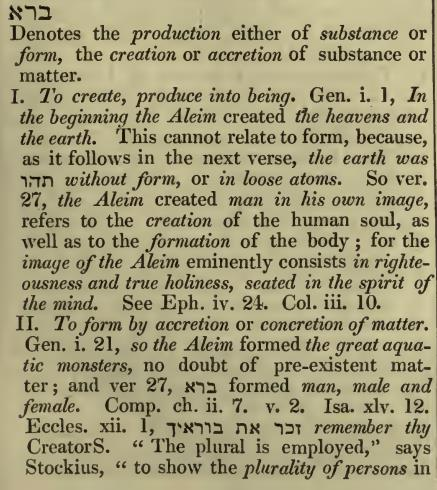 ברא
Denotes the production either of substance or
form, the creation or accretion of substance or
matter.
I. To create, produce into being. Gen. i. 1, In
the beginning the Aleim created the heavens and
the earth. This cannot relate to form, because,
as it follows in the next verse, the earth was
תהו without form, or in loose atoms. So ver.
27, the Aleim created man in his own image,
refers to the creation of the human soul, as
well as to the formation of the body; for the
image of the Aleim eminently consists in righte-
ousness and true holiness, seated in the spirit of
the mind. See Eph. iv. 24. Col. iii. 10.
II. To form by accretion or concretion of matter.
Gen. i. 21, so the Aleim formed the great aqua-
tic monsters, no doubt of pre-existent mat-
ter; and ver 27, ברא formed man, male and
female. Comp. ch. ii. 7. v. 2. Isa. xlv. 12.
Eccles. xii. 1, זכר את בוראיך remember thy
CreatorS. "The plural is employed," says
Stockius, "to show the plurality of persons in